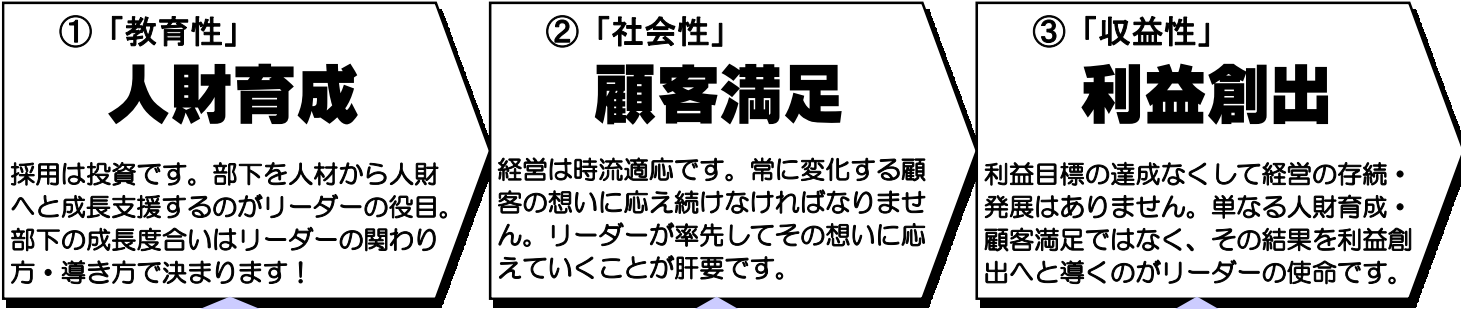 ①「教育性」
人財育成
採用は投資です。部下を人材から人財
へと成長支援するのがリーダーの役目。
部下の成長度合いはリーダーの関わり
方・導き方で決まります！
②「社会性」
顧客満足
経営は時流適応です。常に変化する顧
客の想いに応え続けなければなりませ
ん。リーダーが率先してその想いに応
えていくことが肝要です。
③「収益性」
利益創出
利益目標の達成なくして経営の存続・
発展はありません。単なる人財育成・
顧客満足ではなく、その結果を利益創
出へと導くのがリーダーの使命です。